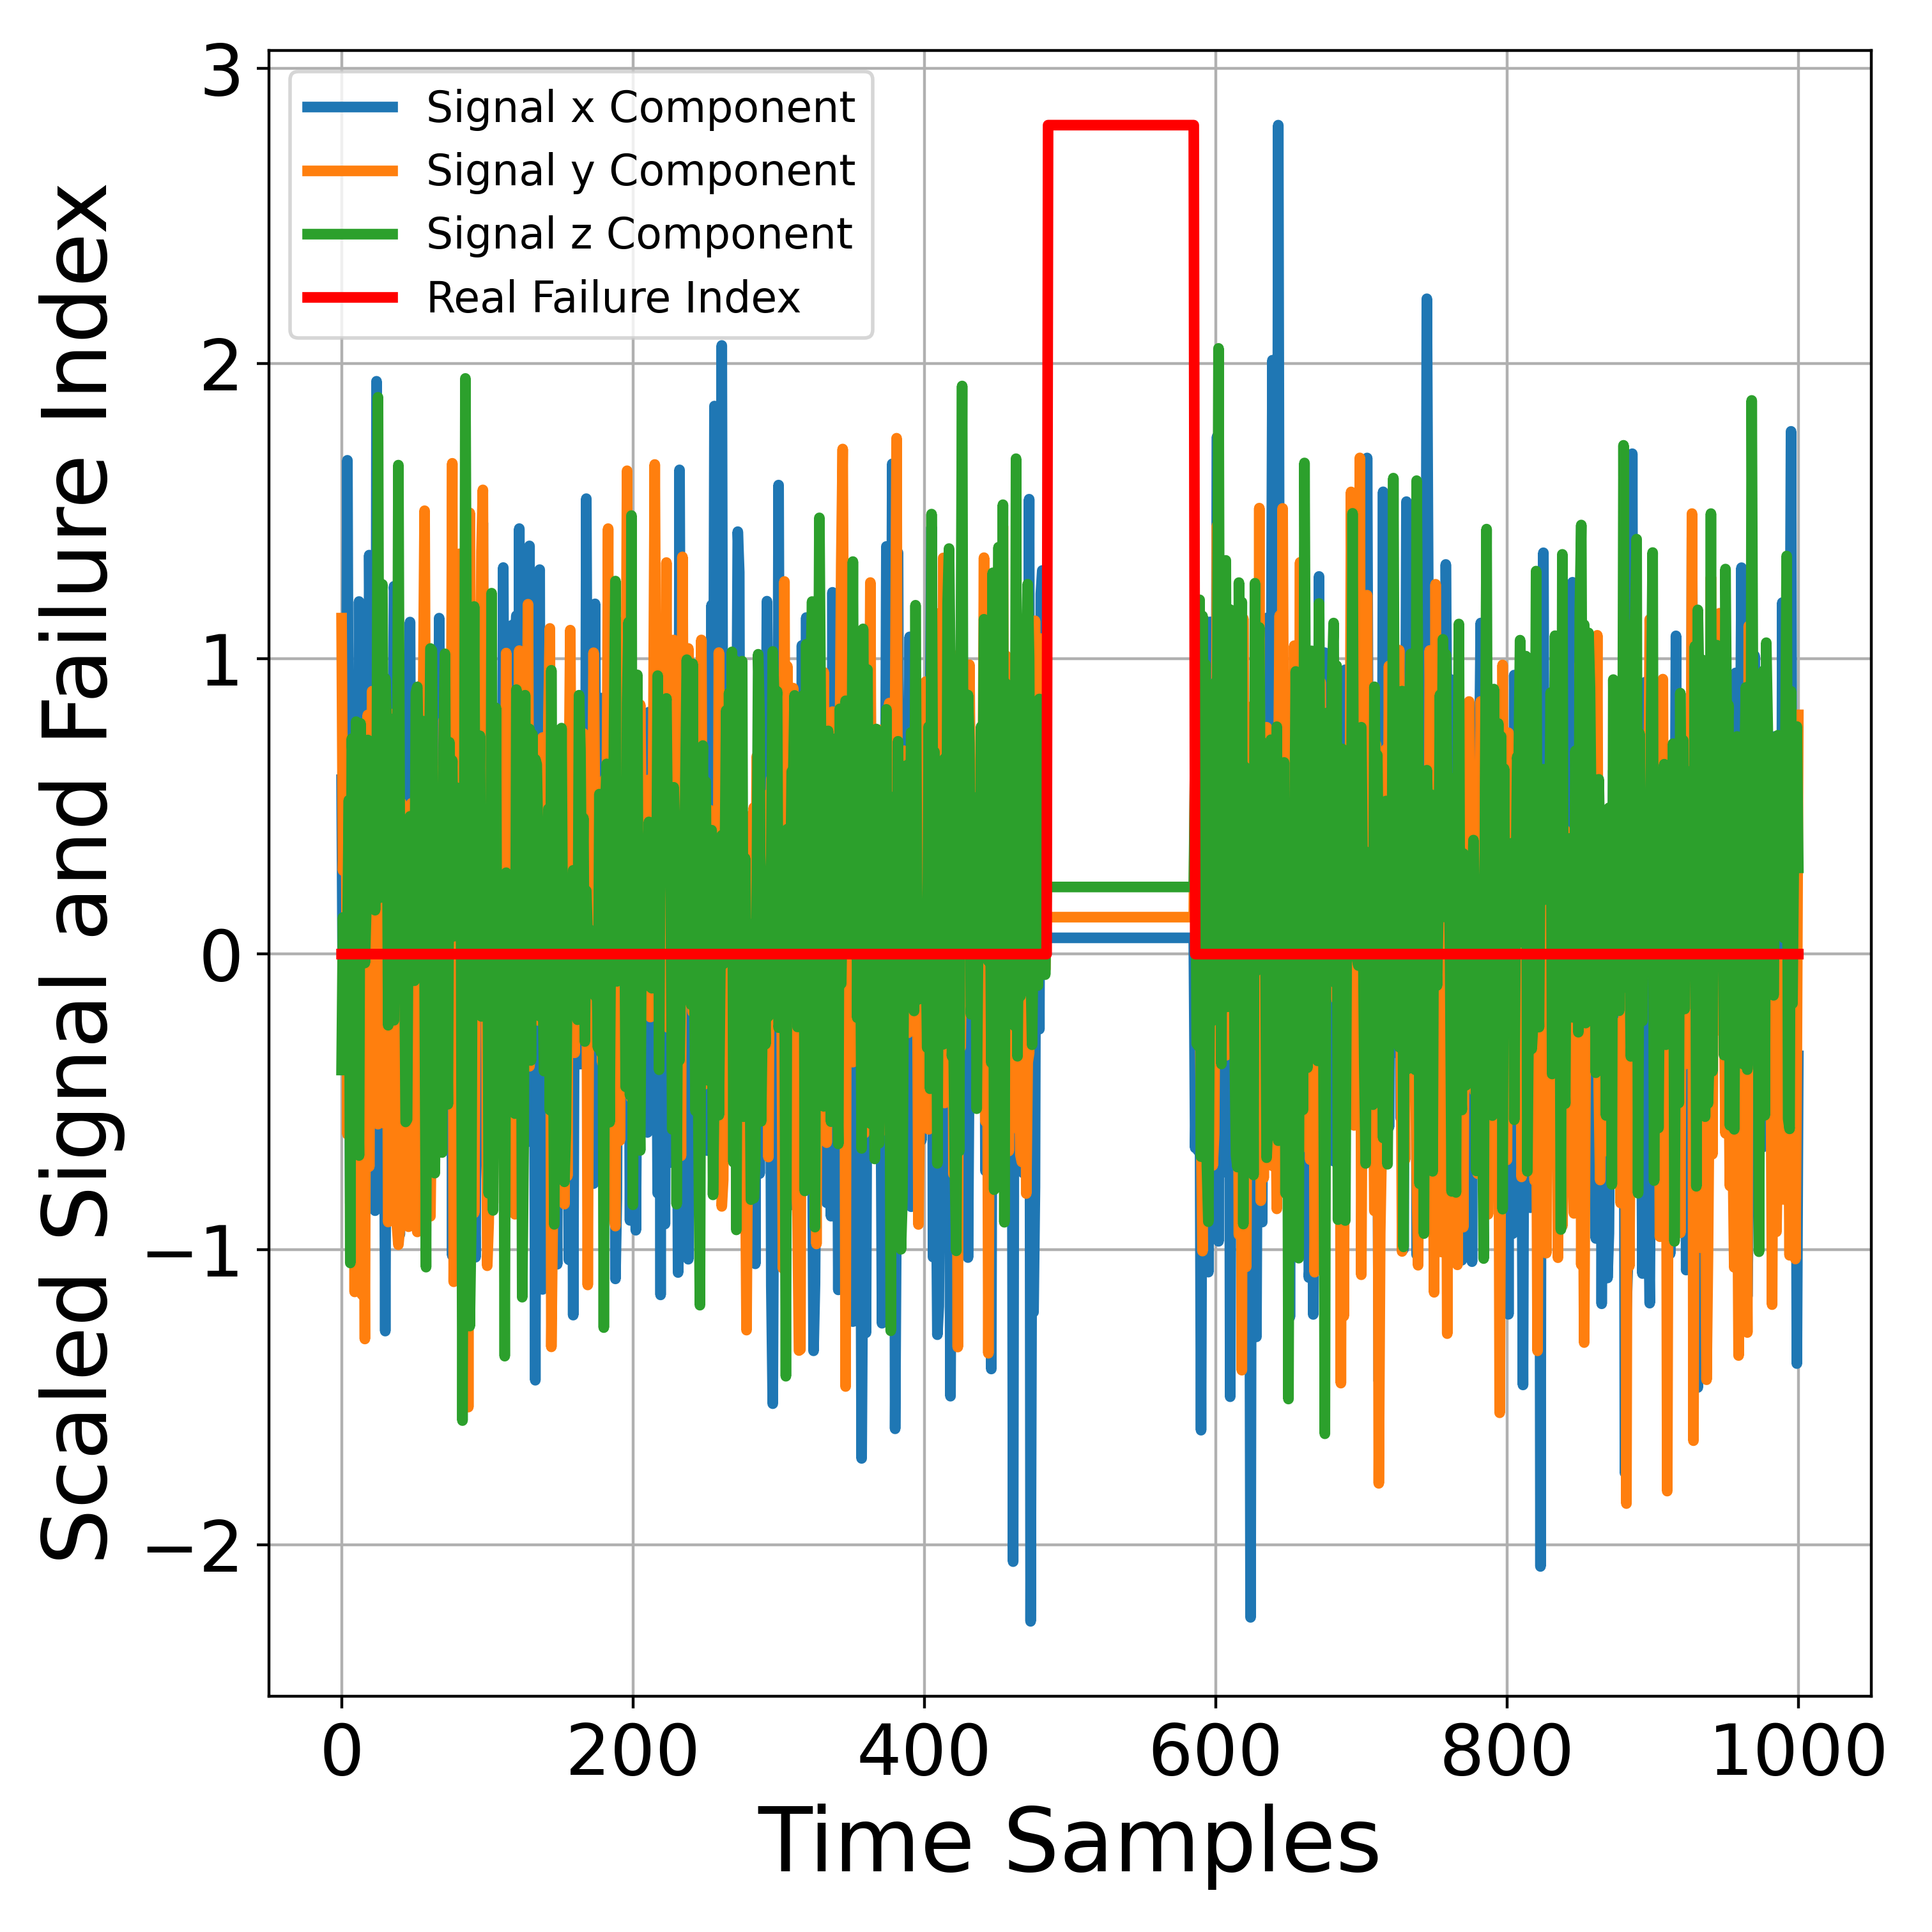 Scaled Signal and Failure Index
3
2
1
0
−1
−2
Signal x Component
Signal y Component
Signal z Component
Real Failure Index
0 200 400 600 800 1000
Time Samples